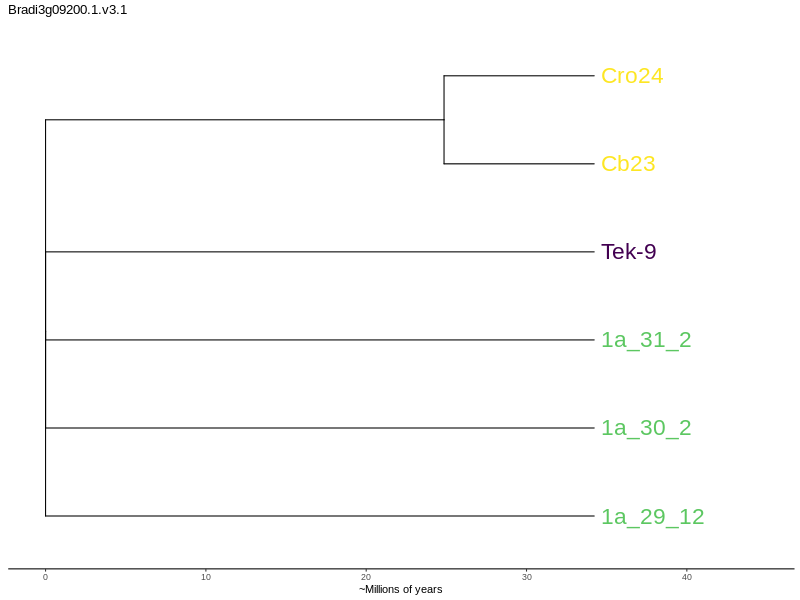 Bradi3g09200.1.v3.1
Cro24
Cb23
Tek-9
1a_31_2
1a_30_2
1a_29_12
0 10 20 30 40
~Millions of years